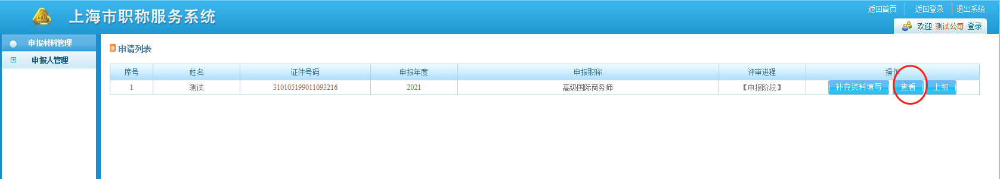 上海市职称服务系统
返回首页 返回登录 退出系统
欢迎 测试公司 登录
申报材料管理
申报人管理
申请列表
序号 姓名 证件号码 申报年度 申报职称 评审进程 操作
1 测试 310105199011093216 2021 高级国际商务师 【申报阶段】 补充资料填写 查看 上报